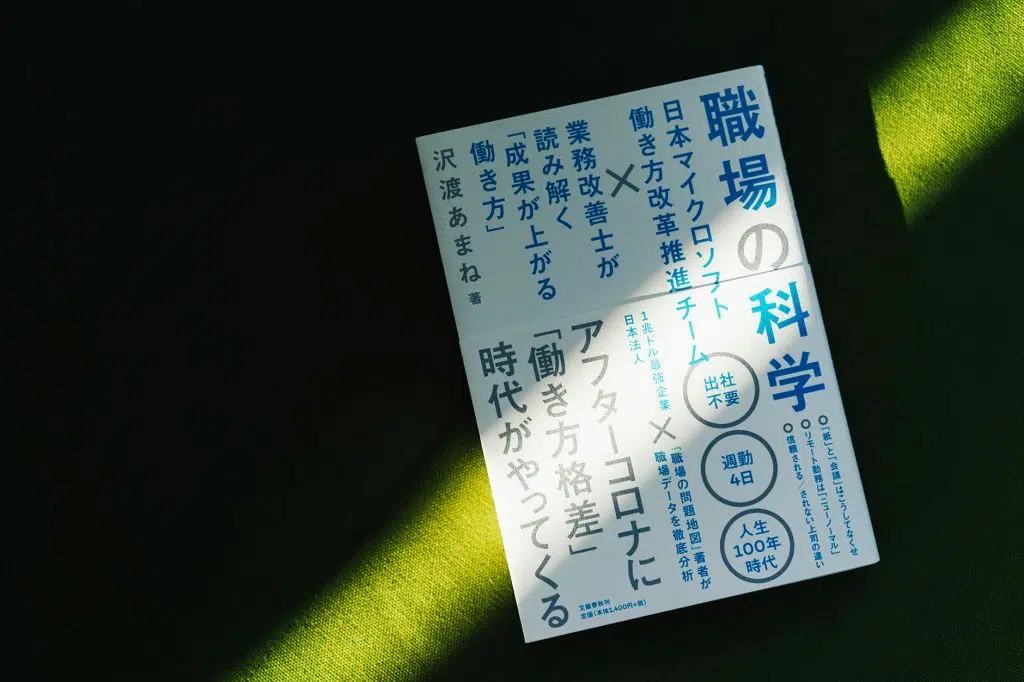 職場の科学
日本マイクロソフト
働き方改革推進チーム
×
業務改善士が
読み解く
「成果が上がる
働き方」
沢渡あまね 著
「紙」と「会議」はこうしてなくせ
リモート勤務は「ニューノーマル」
信頼される／されない上司の違い
出社
不要
週勤
4日
人生
100年
時代
1兆ドル最強企業
日本法人
×
「職場の問題地図」著者が
職場データを徹底分析
アフターコロナに
「働き方格差」
時代がやってくる
文藝春秋刊
定価（本体1,400円+税）